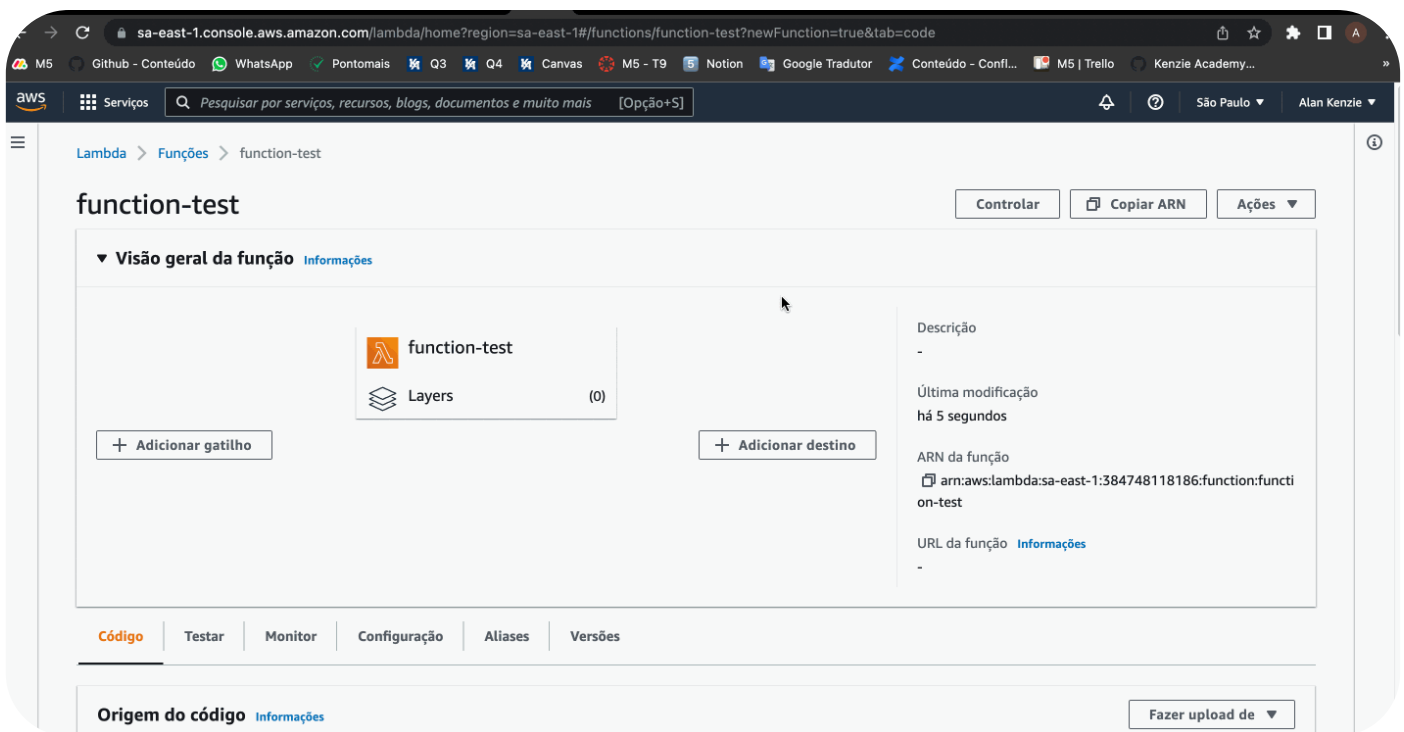 sa-east-1.console.aws.amazon.com/lambda/home?region=sa-east-1#/functions/function-test?newFunction=true&tab=code
A
M5 Github - Conteúdo WhatsApp Pontomais Q3 Q4 Canvas M5 - T9 5 Notion Google Tradutor Conteúdo - Confl... M5 | Trello Kenzie Academy... »
aws Serviços Pesquisar por serviços, recursos, blogs, documentos e muito mais [Opção+S] São Paulo ▼ Alan Kenzie ▼
Lambda > Funções > function-test
function-test
Controlar Copiar ARN Ações ▼
▼ Visão geral da função Informações
function-test
Layers (0)
+ Adicionar gatilho
+ Adicionar destino
Descrição
-
Última modificação
há 5 segundos
ARN da função
arn:aws:lambda:sa-east-1:384748118186:function:functi
on-test
URL da função Informações
-
Código Testar Monitor Configuração Aliases Versões
Origem do código Informações
Fazer upload de ▼